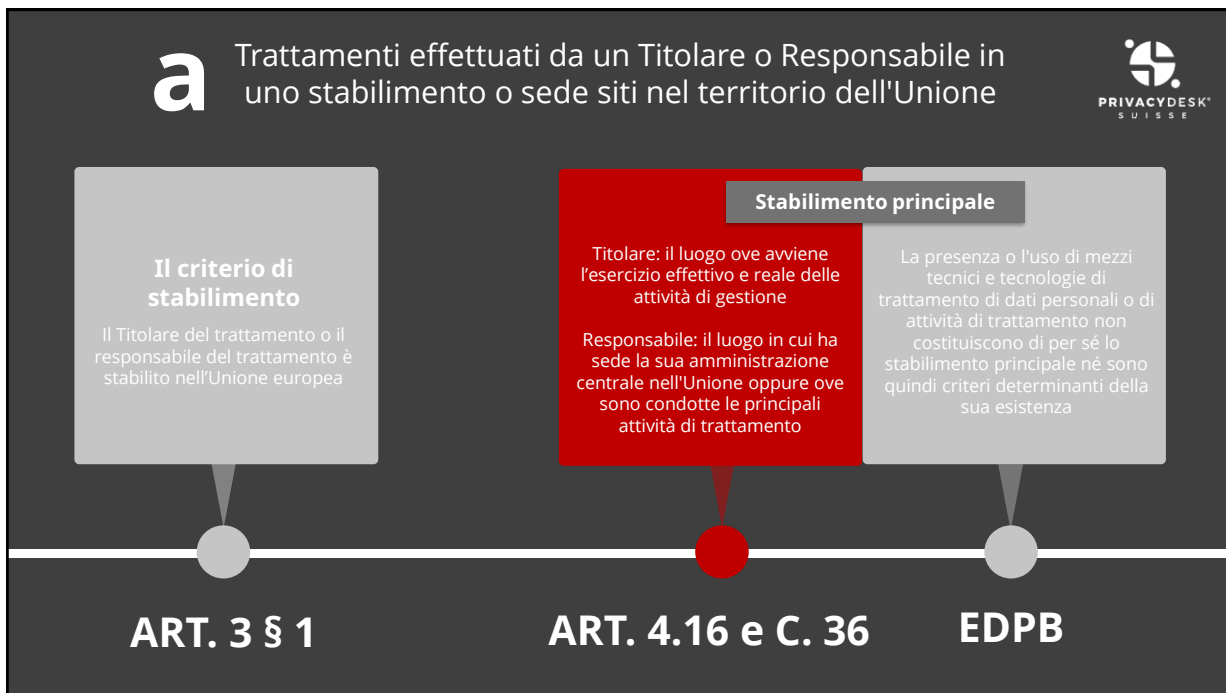 a
Trattamenti effettuati da un Titolare o Responsabile in
uno stabilimento o sede siti nel territorio dell'Unione
PRIVACYDESK®
SUISSE
Il criterio di
stabilimento
Il Titolare del trattamento o il
responsabile del trattamento è
stabilito nell’Unione europea
Stabilimento principale
Titolare: il luogo ove avviene
l’esercizio effettivo e reale delle
attività di gestione
Responsabile: il luogo in cui ha
sede la sua amministrazione
centrale nell'Unione oppure ove
sono condotte le principali
attività di trattamento
La presenza o l'uso di mezzi
tecnici e tecnologie di
trattamento di dati personali o di
attività di trattamento non
costituiscono di per sé lo
stabilimento principale né sono
quindi criteri determinanti della
sua esistenza
ART. 3 § 1
ART. 4.16 e C. 36
EDPB